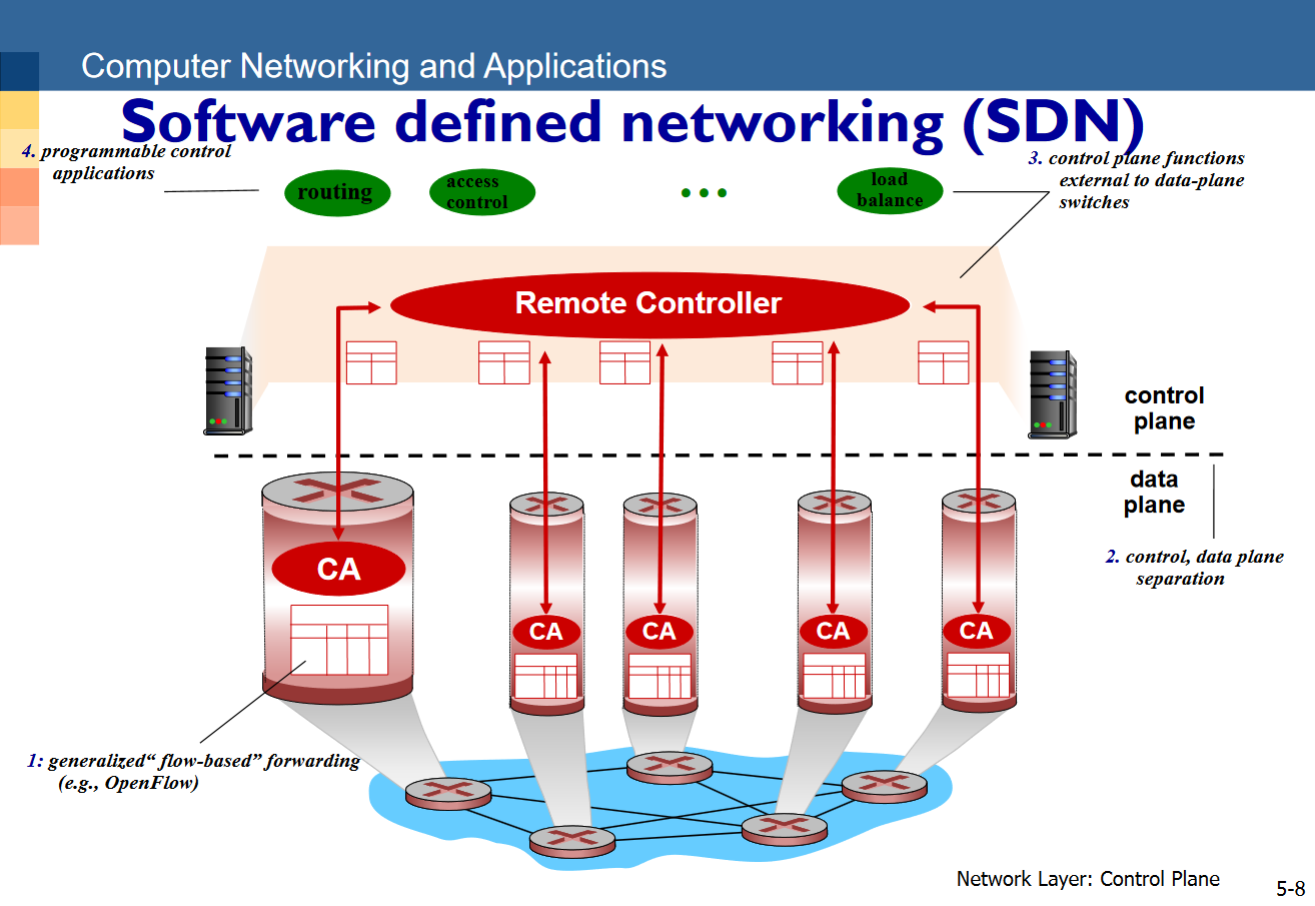 Computer Networking and Applications
Software defined networking (SDN)
4. programmable control
applications
routing
access
control
load
balance
3. control plane functions
external to data-plane
switches
Remote Controller
control
plane
data
plane
2. control, data plane
separation
CA
CA
CA
CA
CA
1: generalized“ flow-based” forwarding
(e.g., OpenFlow)
Network Layer: Control Plane
5-8